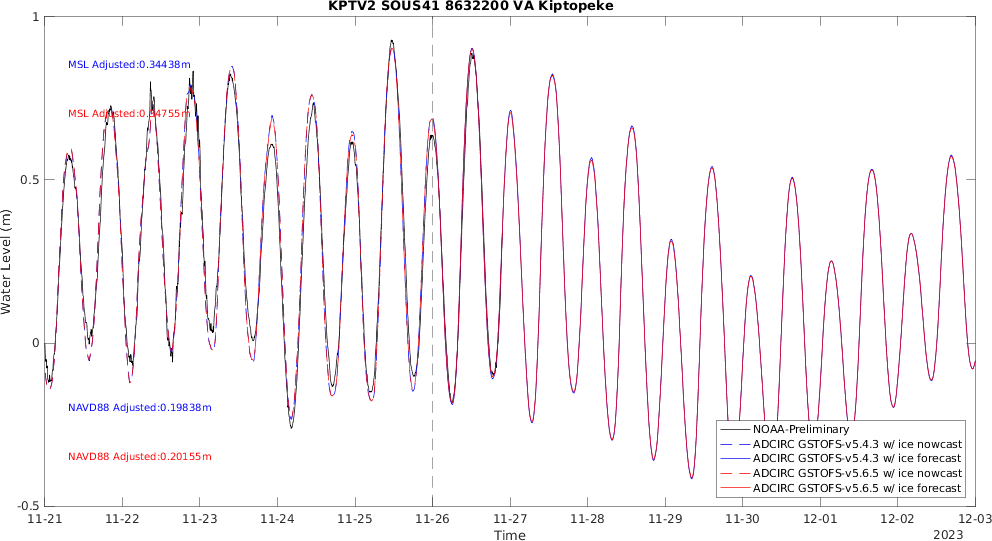 KPTV2 SOUS41 8632200 VA Kiptopeke
1
0.5
0
-0.5
Water Level (m)
MSL Adjusted:0.34438m
MSL Adjusted:0.34755m
NAVD88 Adjusted:0.19838m
NAVD88 Adjusted:0.20155m
NOAA-Preliminary
ADCIRC GSTOFS-v5.4.3 w/ ice nowcast
ADCIRC GSTOFS-v5.4.3 w/ ice forecast
ADCIRC GSTOFS-v5.6.5 w/ ice nowcast
ADCIRC GSTOFS-v5.6.5 w/ ice forecast
11-21 11-22 11-23 11-24 11-25 11-26 11-27 11-28 11-29 11-30 12-01 12-02 12-03
Time
2023